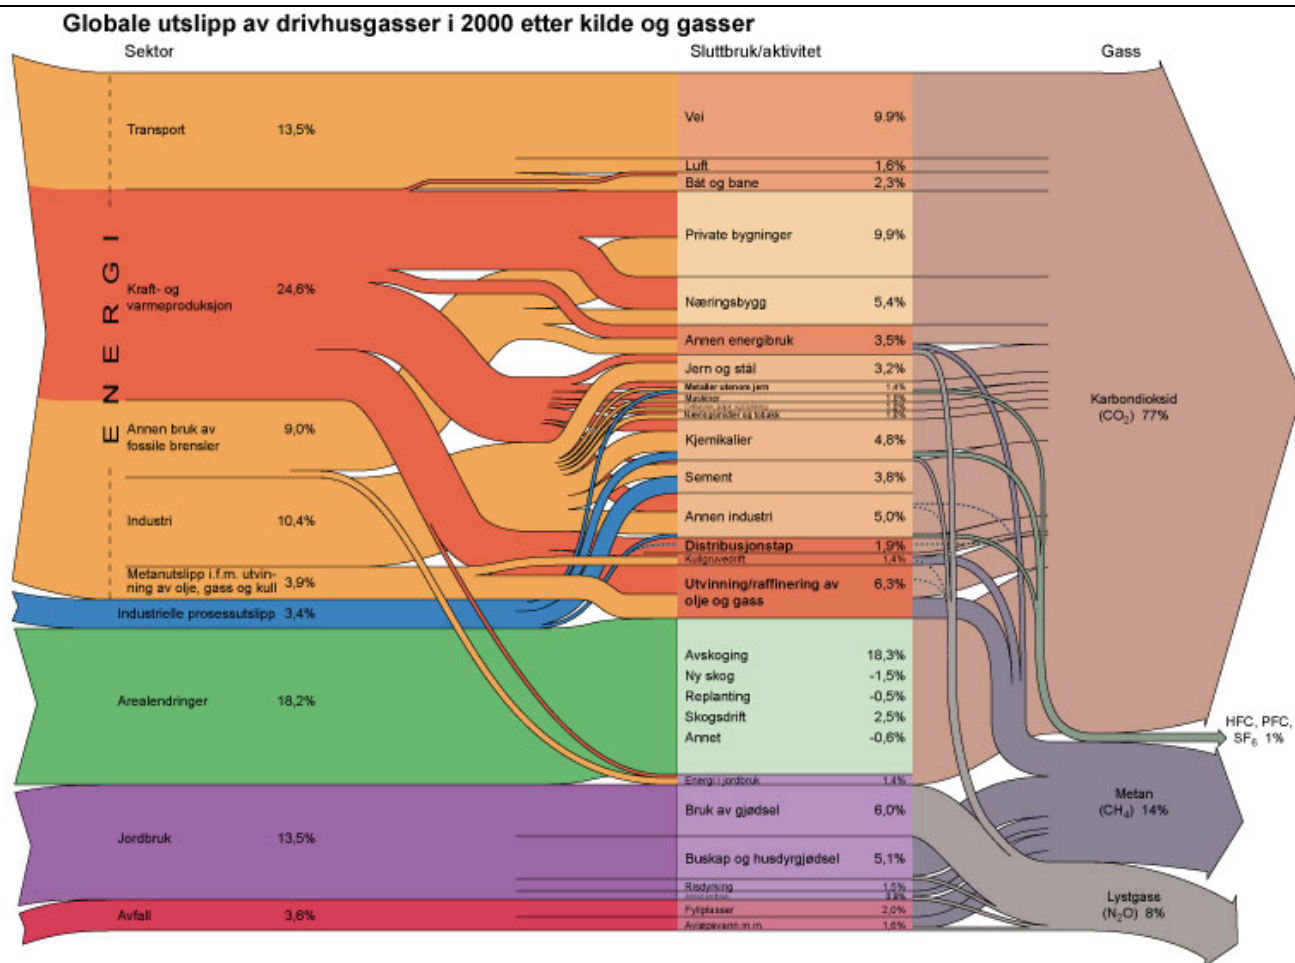 Globale utslipp av drivhusgasser i 2000 etter kilde og gasser
Sektor
Sluttbruk/aktivitet
Gass
ENERGI
Transport 13,5%
Kraft- og
varmeproduksjon 24,6%
Annen bruk av
fossile brensler 9,0%
Industri 10,4%
Metanutslipp i.f.m. utvin-
ning av olje, gass og kull 3,9%
Industrielle prosessutslipp 3,4%
Arealendringer 18,2%
Jordbruk 13,5%
Avfall 3,6%
Vei 9.9%
Luft 1,6%
Båt og bane 2,3%
Private bygninger 9,9%
Næringsbygg 5,4%
Annen energibruk 3,5%
Jern og stål 3,2%
Metaller utenom jern 1,4%
Maskiner
Næringsmidler og tobakk
Kjemikalier 4,8%
Sement 3,8%
Annen industri 5,0%
Distribusjonstap 1,9%
Kullgruvedrift 1,4%
Utvinning/raffinering av
olje og gass 6,3%
Avskoging 18,3%
Ny skog -1,5%
Replanting -0,5%
Skogsdrift 2,5%
Annet -0,6%
Energi i jordbruk 1,4%
Bruk av gjødsel 6,0%
Buskap og husdyrgjødsel 5,1%
Risdyrking 1,5%
0,9%
Fyllplasser 2,0%
Avløpsvann m.m. 1,6%
Karbondioksid
(CO₂) 77%
HFC, PFC,
SF₆ 1%
Metan
(CH₄) 14%
Lystgass
(N₂O) 8%